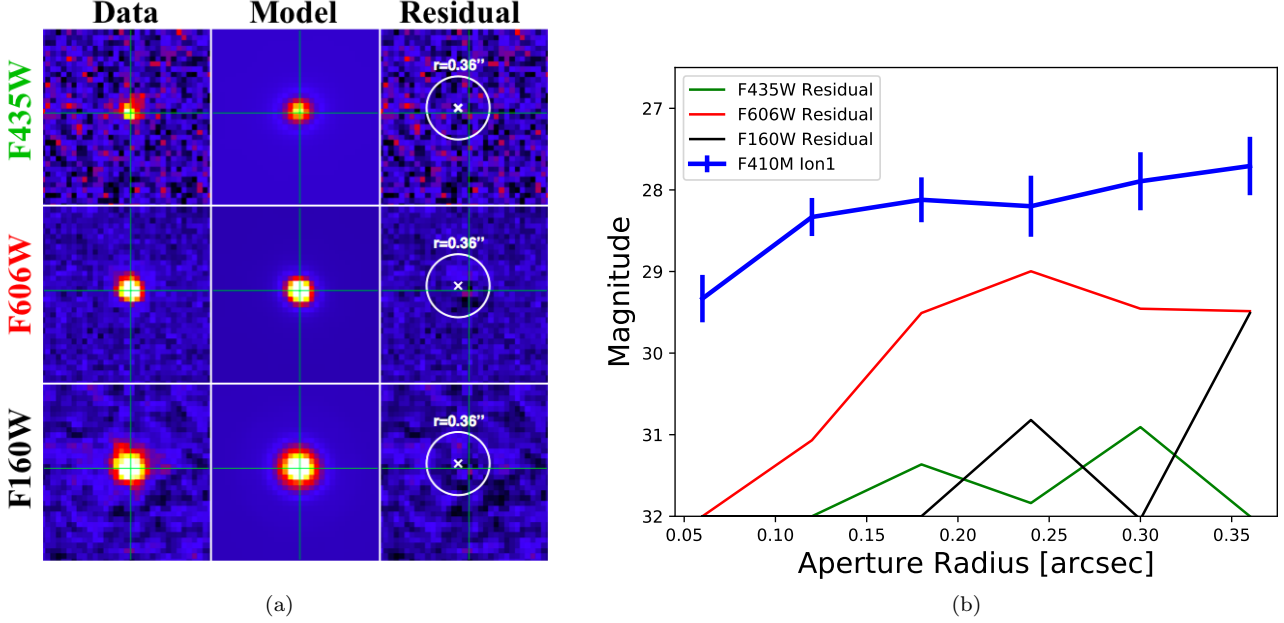 Data Model Residual
F435W
r=0.36”
F606W
r=0.36”
F160W
r=0.36”
(a)
F435W Residual
F606W Residual
F160W Residual
F410M Ion1
Magnitude
27
28
29
30
31
32
0.05 0.10 0.15 0.20 0.25 0.30 0.35
Aperture Radius [arcsec]
(b)